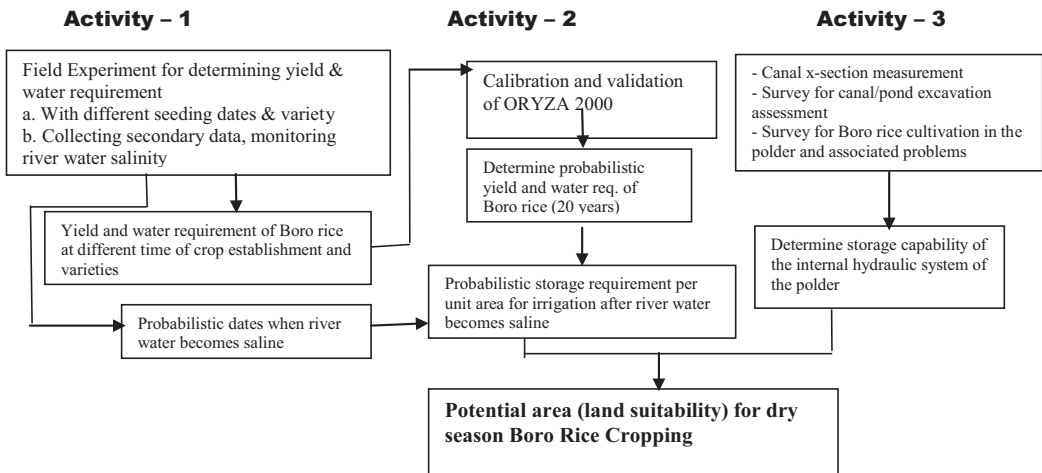 Activity – 1
Activity – 2
Activity – 3
Field Experiment for determining yield &
water requirement
a. With different seeding dates & variety
b. Collecting secondary data, monitoring
river water salinity
Yield and water requirement of Boro rice
at different time of crop establishment and
varieties
Probabilistic dates when river
water becomes saline
Calibration and validation
of ORYZA 2000
Determine probabilistic
yield and water req. of
Boro rice (20 years)
Probabilistic storage requirement per
unit area for irrigation after river water
becomes saline
- Canal x-section measurement
- Survey for canal/pond excavation
assessment
- Survey for Boro rice cultivation in the
polder and associated problems
Determine storage capability of
the internal hydraulic system of
the polder
Potential area (land suitability) for dry
season Boro Rice Cropping